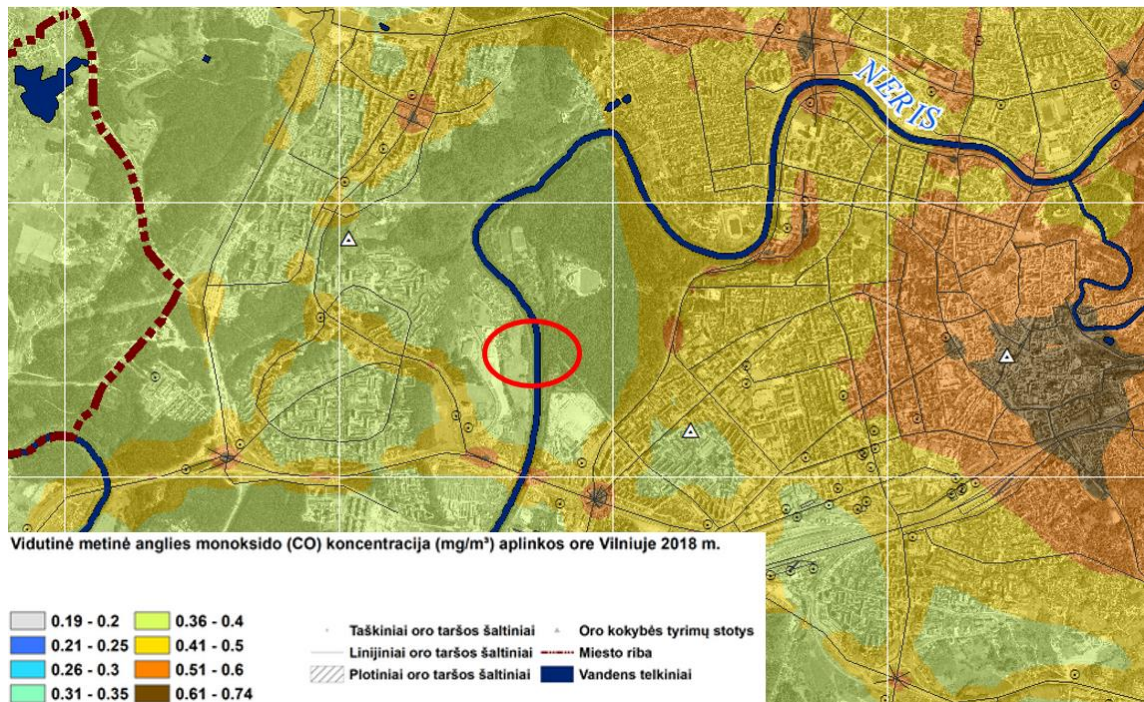 NERIS
Vidutinė metinė anglies monoksido (CO) koncentracija (mg/m³) aplinkos ore Vilniuje 2018 m.
0.19 - 0.2
0.36 - 0.4
0.21 - 0.25
0.41 - 0.5
0.26 - 0.3
0.51 - 0.6
0.31 - 0.35
0.61 - 0.74
Taškiniai oro taršos šaltiniai
Oro kokybės tyrimų stotys
Linijiniai oro taršos šaltiniai
Miesto riba
Plotiniai oro taršos šaltiniai
Vandens telkiniai